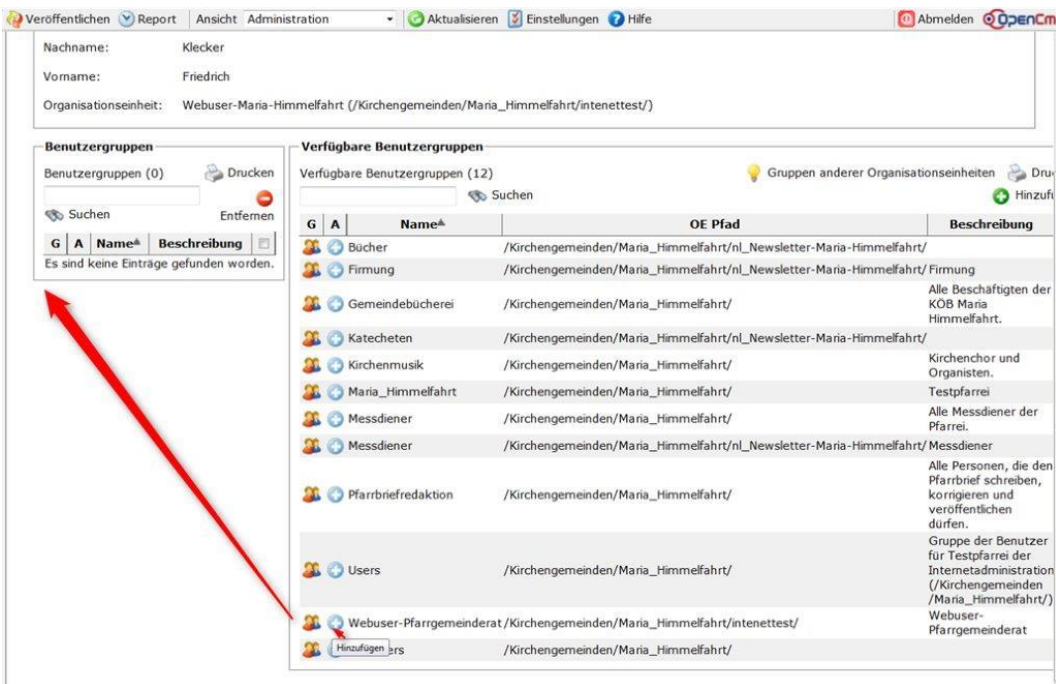 Veröffentlichen Report Ansicht Administration Aktualisieren Einstellungen Hilfe Abmelden OpenCm
Nachname: Klecker
Vorname: Friedrich
Organisationseinheit: Webuser-Maria-Himmelfahrt (/Kirchengemeinden/Maria_Himmelfahrt/intenettest/)
Benutzergruppen
Benutzergruppen (0) Drucken
Suchen
Entfernen
G A Name Beschreibung
Es sind keine Einträge gefunden worden.
Verfügbare Benutzergruppen
Verfügbare Benutzergruppen (12) Gruppen anderer Organisationseinheiten Dru
Suchen Hinzufü
G A Name OE Pfad Beschreibung
Bücher /Kirchengemeinden/Maria_Himmelfahrt/nl_Newsletter-Maria-Himmelfahrt/
Firmung /Kirchengemeinden/Maria_Himmelfahrt/nl_Newsletter-Maria-Himmelfahrt/ Firmung
Gemeindebücherei /Kirchengemeinden/Maria_Himmelfahrt/ Alle Beschäftigten der
KÖB Maria
Himmelfahrt.
Katecheten /Kirchengemeinden/Maria_Himmelfahrt/nl_Newsletter-Maria-Himmelfahrt/
Kirchenmusik /Kirchengemeinden/Maria_Himmelfahrt/ Kirchenchor und
Organisten.
Maria_Himmelfahrt /Kirchengemeinden/Maria_Himmelfahrt/ Testpfarrei
Messdiener /Kirchengemeinden/Maria_Himmelfahrt/ Alle Messdiener der
Pfarrei.
Messdiener /Kirchengemeinden/Maria_Himmelfahrt/nl_Newsletter-Maria-Himmelfahrt/ Messdiener
Pfarrbriefredaktion /Kirchengemeinden/Maria_Himmelfahrt/ Alle Personen, die den
Pfarrbrief schreiben,
korrigieren und
veröffentlichen
dürfen.
Users /Kirchengemeinden/Maria_Himmelfahrt/ Gruppe der Benutzer
für Testpfarrei der
Internetadministration
(/Kirchengemeinden
/Maria_Himmelfahrt/)
Webuser-Pfarrgemeinderat /Kirchengemeinden/Maria_Himmelfahrt/intenettest/ Webuser-
Pfarrgemeinderat
Hinzufügen
ers /Kirchengemeinden/Maria_Himmelfahrt/